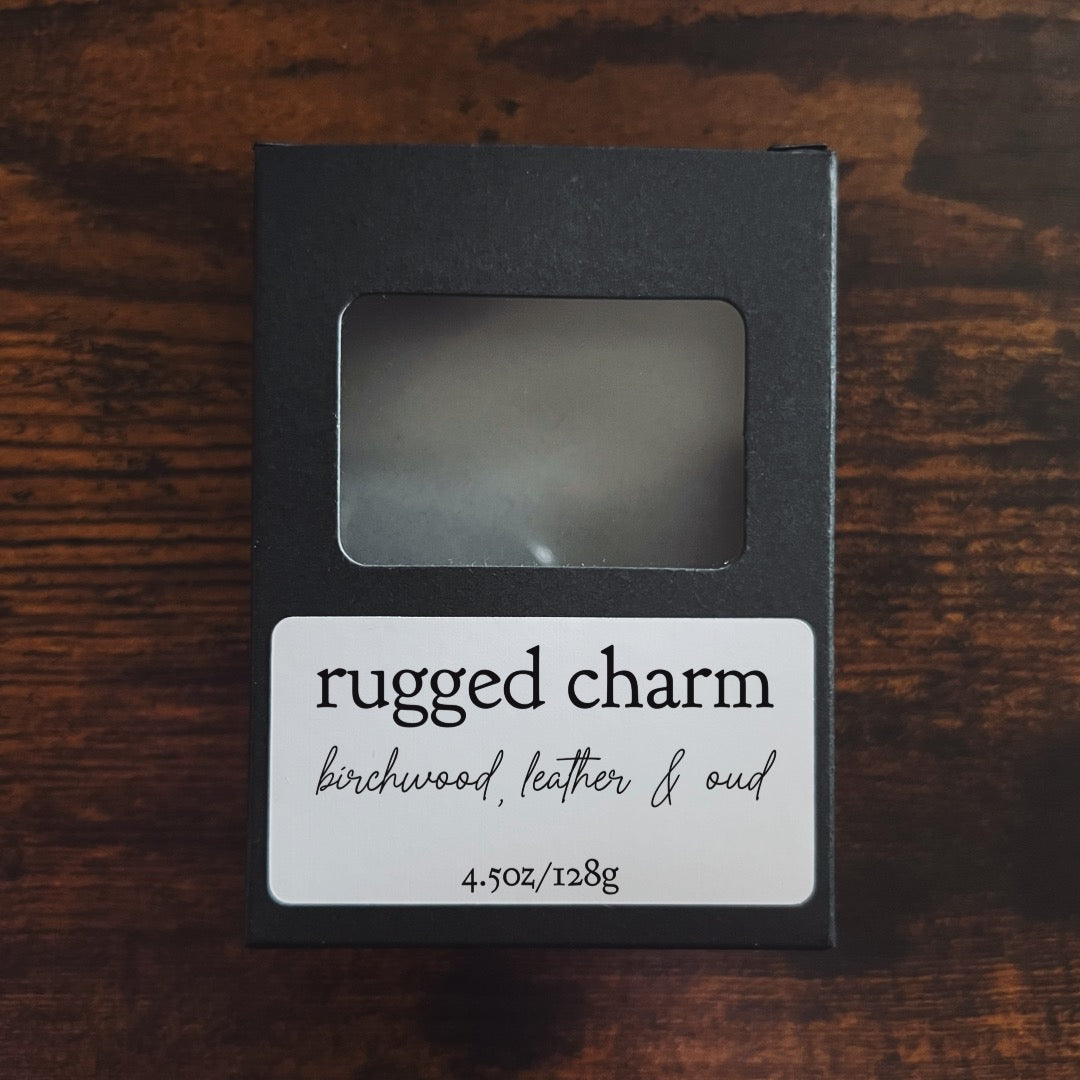 rugged charm
birchwood, leather & oud
4.5oz/128g